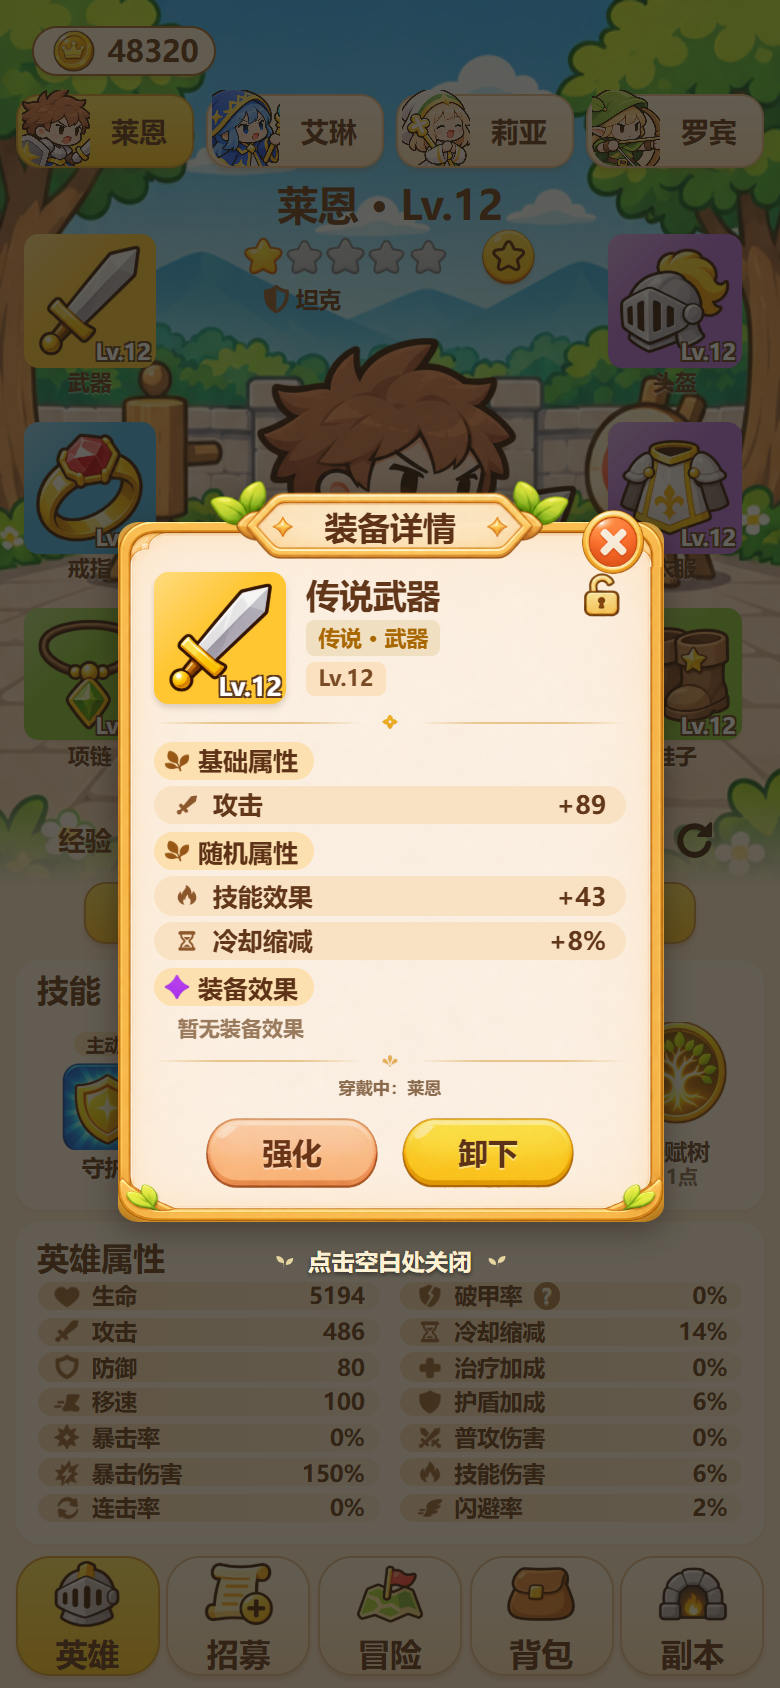 48320
莱恩
艾琳
莉亚
罗宾
莱恩·Lv.12
坦克
Lv.12
武器
Lv.12
头盔
戒指
Lv.12
衣服
项链
Lv.12
鞋子
装备详情
Lv.12
传说武器
传说·武器
Lv.12
基础属性
攻击 +89
随机属性
技能效果 +43
冷却缩减 +8%
装备效果
暂无装备效果
穿戴中：莱恩
强化 卸下
点击空白处关闭
经验
技能
主动
守护
天赋树
1点
英雄属性
生命 5194
破甲率 ? 0%
攻击 486
冷却缩减 14%
防御 80
治疗加成 0%
移速 100
护盾加成 6%
暴击率 0%
普攻伤害 0%
暴击伤害 150%
技能伤害 6%
连击率 0%
闪避率 2%
英雄
招募
冒险
背包
副本